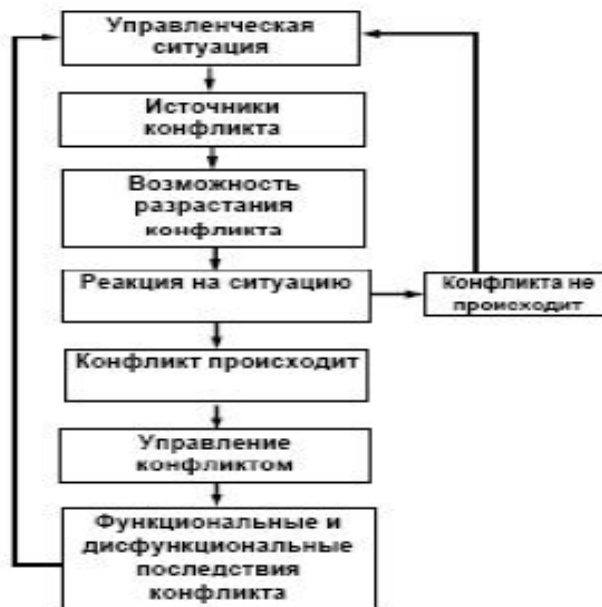 Управленческая
ситуация
Источники
конфликта
Возможность
разрастания
конфликта
Реакция на ситуацию
Конфликта не
происходит
Конфликт происходит
Управление
конфликтом
Функциональные и
дисфункциональные
последствия
конфликта